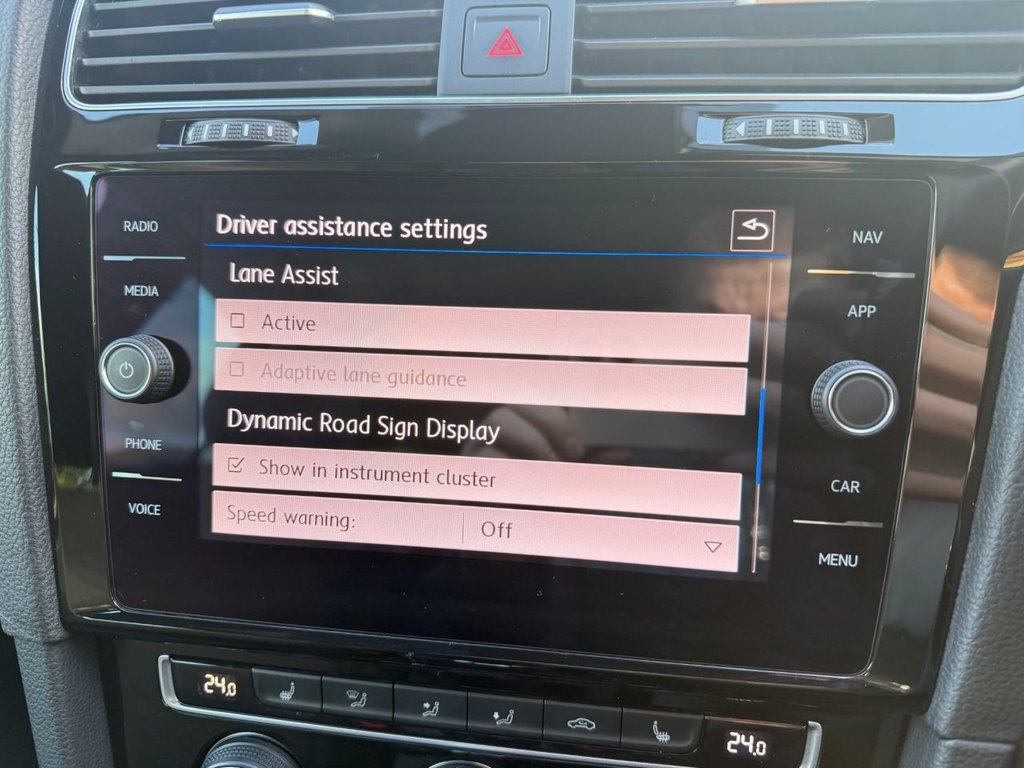 Driver assistance settings
RADIO
NAV
Lane Assist
MEDIA
Active
APP
Adaptive lane guidance
Dynamic Road Sign Display
PHONE
Show in instrument cluster
CAR
VOICE
Speed warning: Off
MENU
24.0
24.0